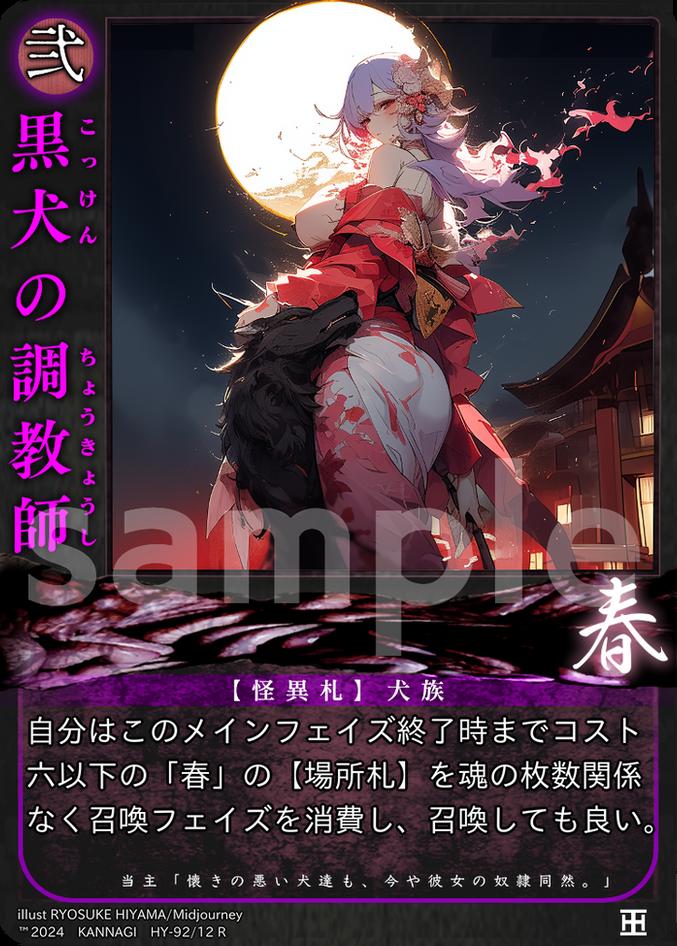 弐
黒犬の調教師
こっけん
ちょうきょうし
sample
春
【怪異札】犬族
自分はこのメインフェイズ終了時までコスト
六以下の「春」の【場所札】を魂の枚数関係
なく召喚フェイズを消費し、召喚しても良い。
当主「懐きの悪い犬達も、今や彼女の奴隷同然。」
illust RYOSUKE HIYAMA/Midjourney
™2024 KANNAGI HY-92/12 R